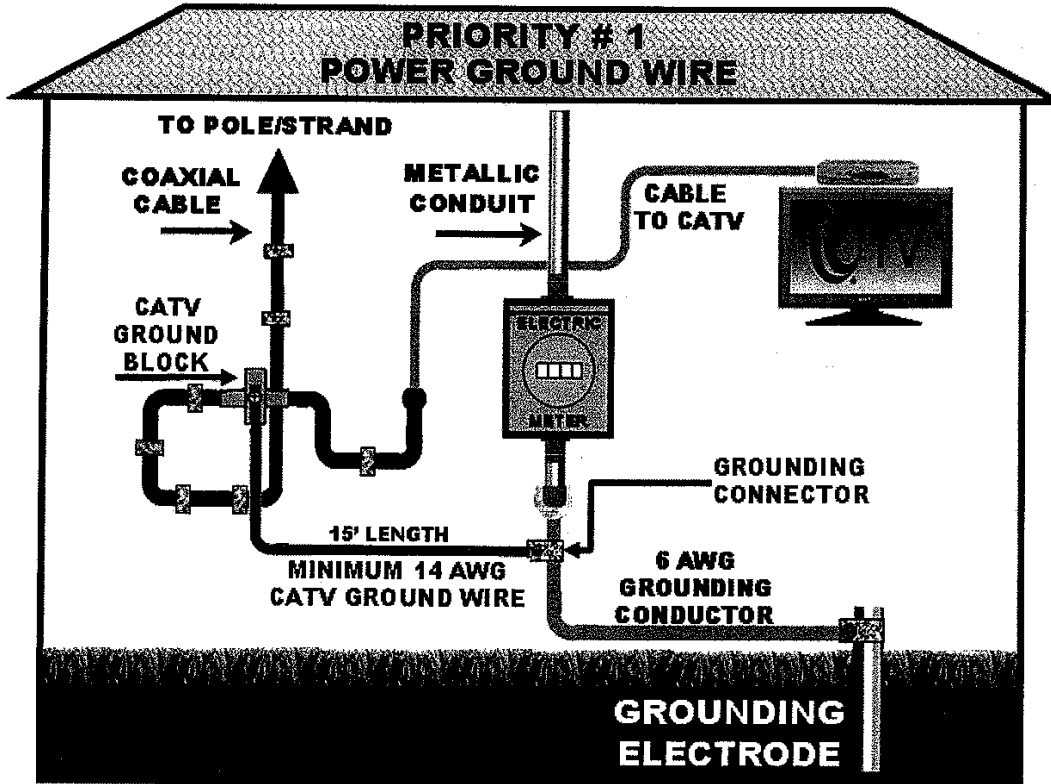 PRIORITY # 1
POWER GROUND WIRE
TO POLE/STRAND
COAXIAL
CABLE
METALLIC
CONDUIT
CABLE
TO CATV
CATV
GROUND
BLOCK
ELECTRIC
METER
GROUNDING
CONNECTOR
15' LENGTH
MINIMUM 14 AWG
CATV GROUND WIRE
6 AWG
GROUNDING
CONDUCTOR
GROUNDING
ELECTRODE